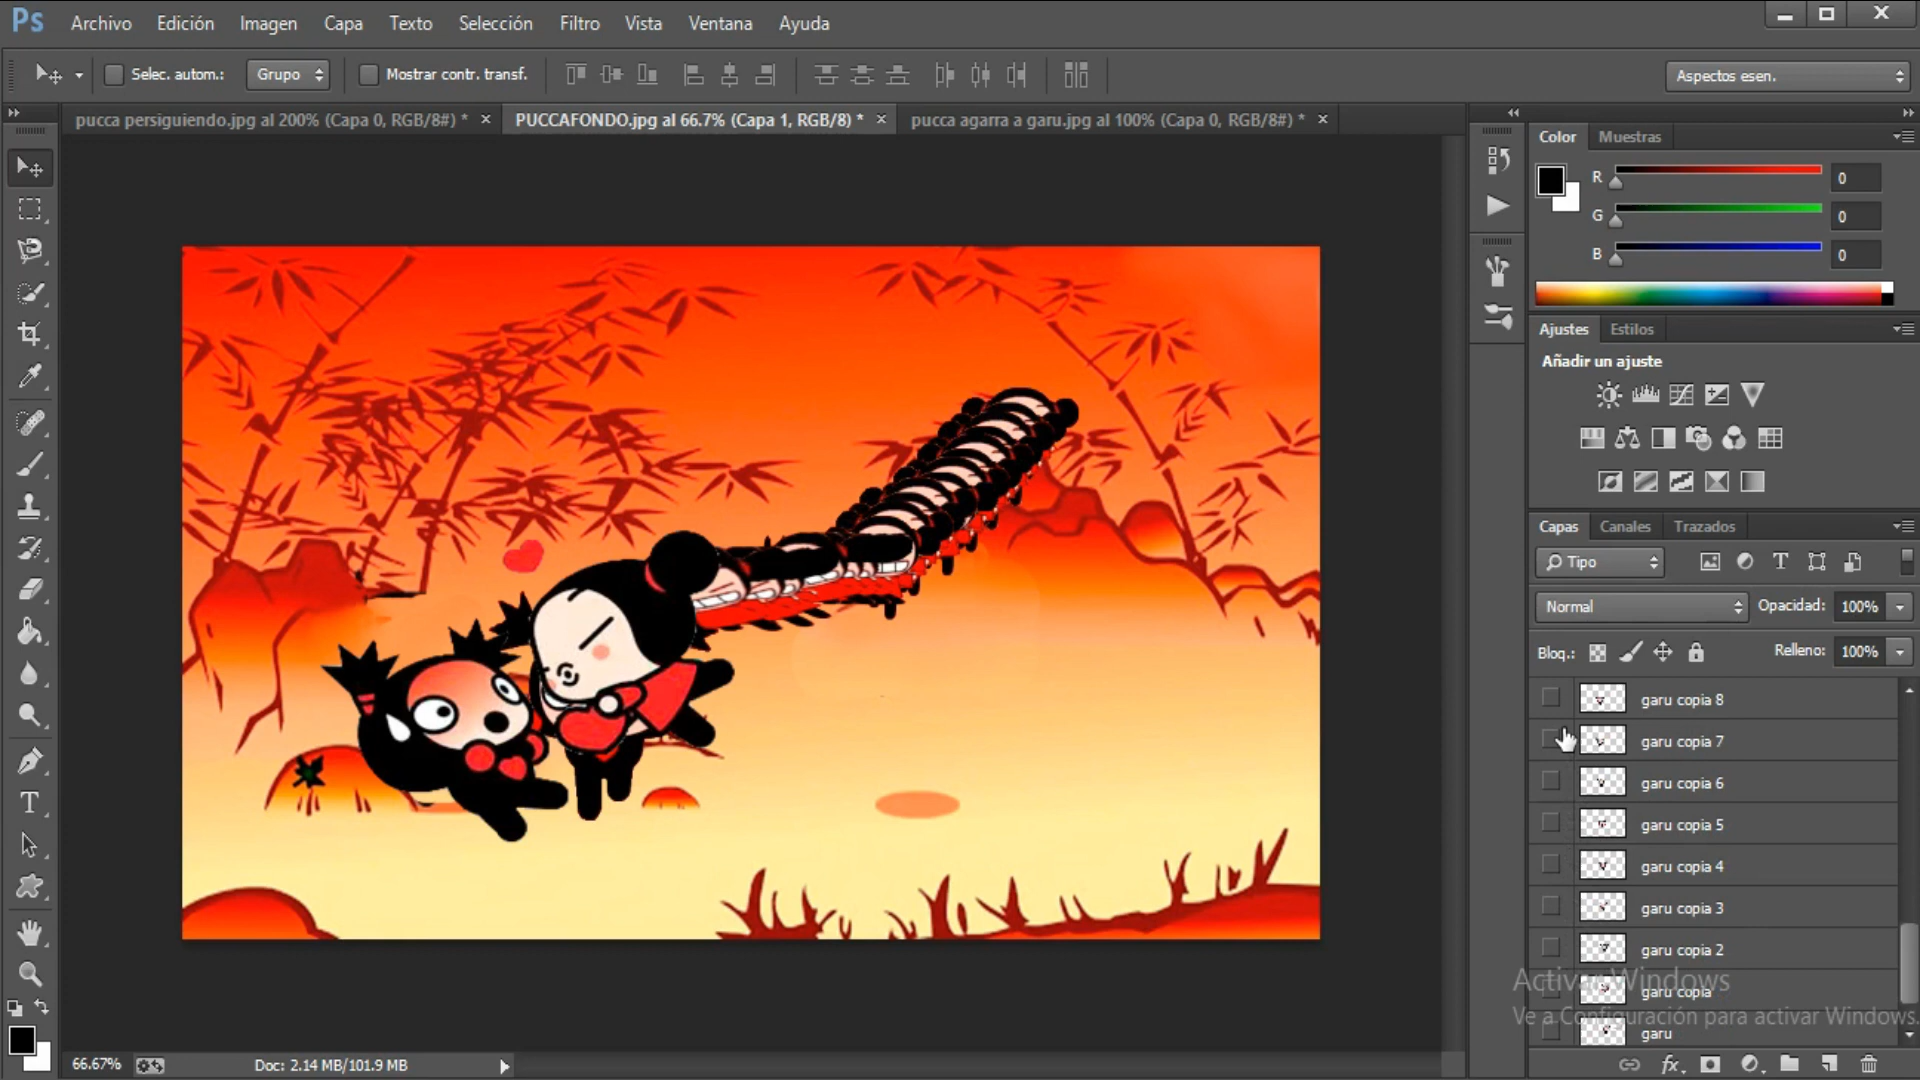 Ps Archivo Edición Imagen Capa Texto Selección Filtro Vista Ventana Ayuda
Selec. autom.: Grupo Mostrar contr. transf. Aspectos esen.
pucca persiguiendo.jpg al 200% (Capa 0, RGB/8#) * PUCCAFONDO.jpg al 66.7% (Capa 1, RGB/8) * pucca agarra a garu.jpg al 100% (Capa 0, RGB/8#) *
Color Muestras
R 0
G 0
B 0
Ajustes Estilos
Añadir un ajuste
Capas Canales Trazados
Tipo
Normal Opacidad: 100%
Bloq.: Relleno: 100%
garu copia 8
garu copia 7
garu copia 6
garu copia 5
garu copia 4
garu copia 3
garu copia 2
Activar Windows
garu copia
Ve a Configuración para activar Windows.
garu
66.67% Doc: 2.14 MB/101.9 MB